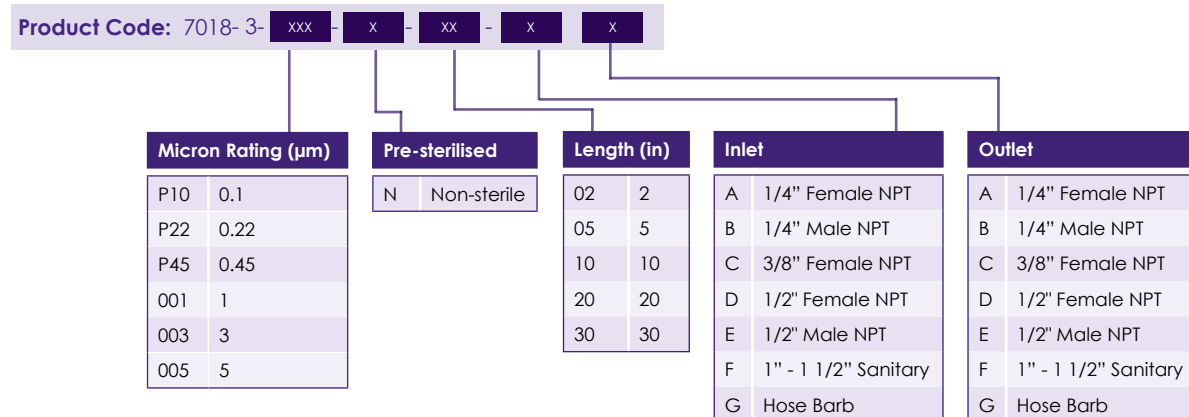 Product Code: 7018- 3- XXX - X - XX - X X
Micron Rating (µm)
P10 0.1
P22 0.22
P45 0.45
001 1
003 3
005 5
Pre-sterilised
N Non-sterile
Length (in)
02 2
05 5
10 10
20 20
30 30
Inlet
A 1/4” Female NPT
B 1/4” Male NPT
C 3/8” Female NPT
D 1/2" Female NPT
E 1/2" Male NPT
F 1” - 1 1/2” Sanitary
G Hose Barb
Outlet
A 1/4” Female NPT
B 1/4” Male NPT
C 3/8” Female NPT
D 1/2" Female NPT
E 1/2" Male NPT
F 1” - 1 1/2” Sanitary
G Hose Barb